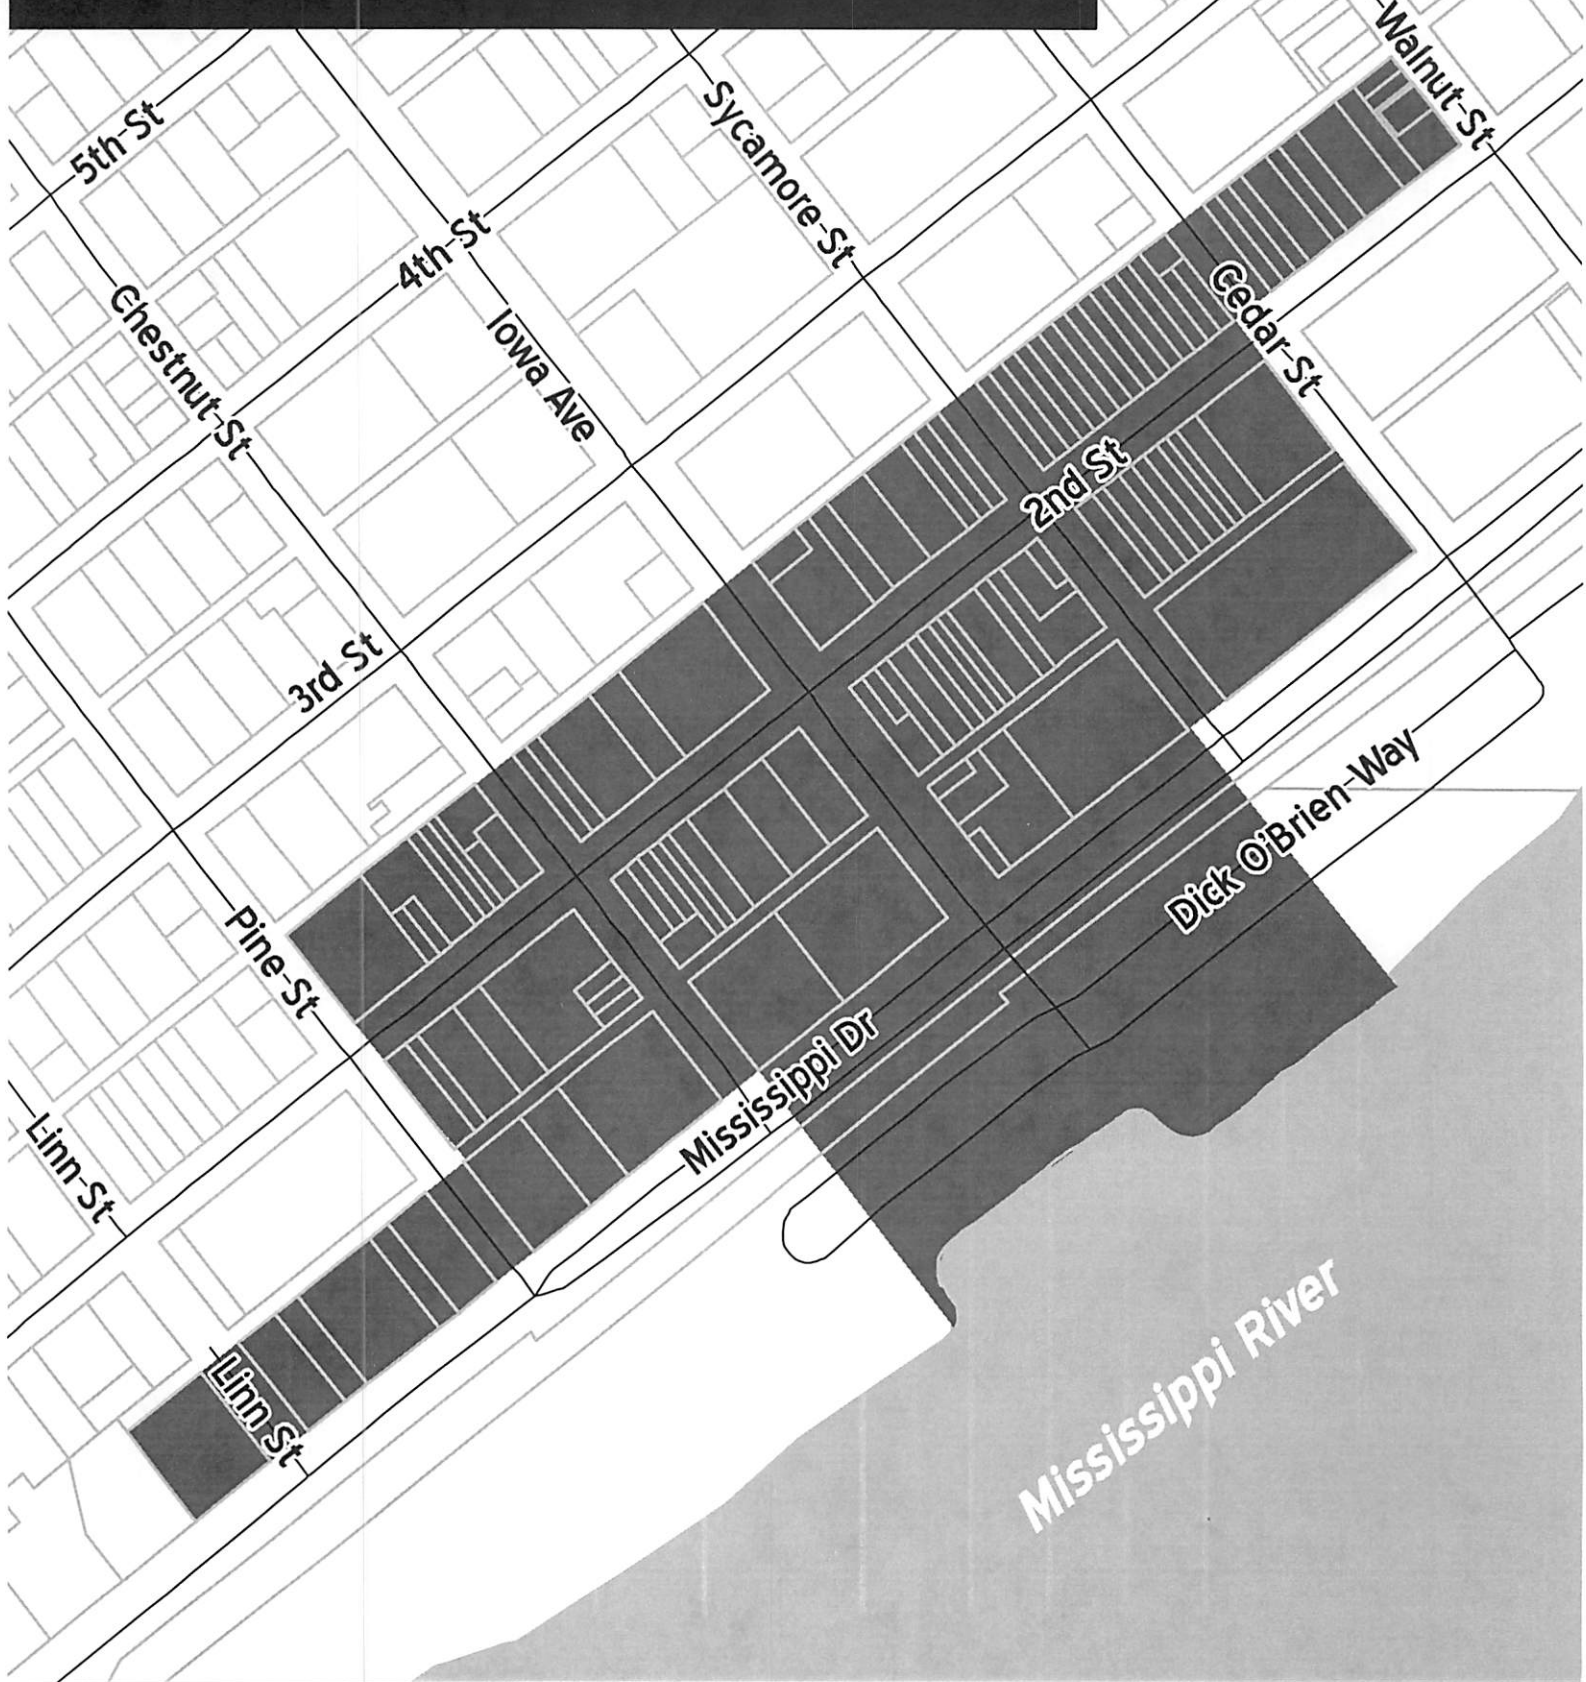 Walnut St
5th St
Sycamore St
4th St
Chestnut St
Iowa Ave
Cedar St
2nd St
3rd St
Pine St
Dick O'Brien Way
Mississippi Dr
Linn St
Linn St
Mississippi River